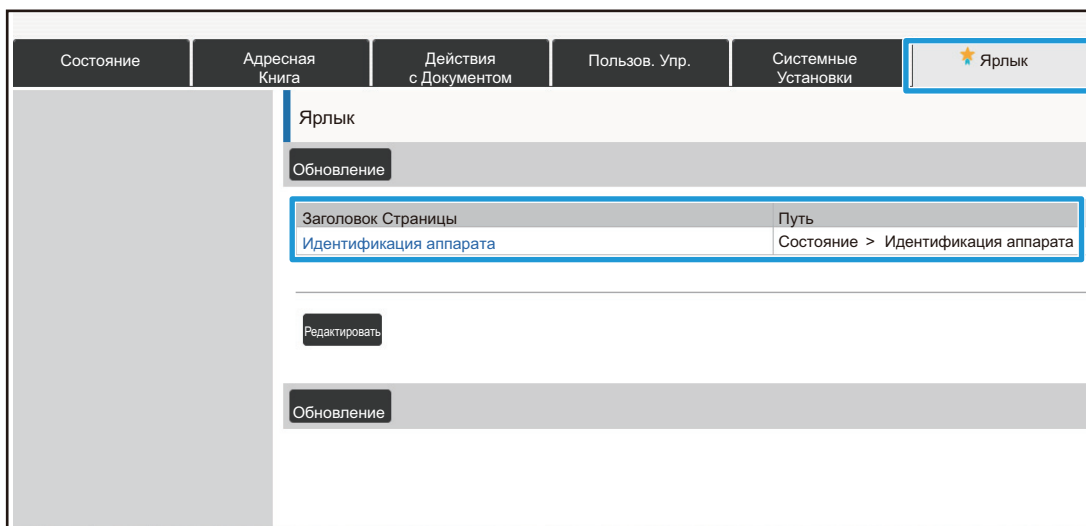 Состояние
Адресная
Книга
Действия
с Документом
Пользов. Упр.
Системные
Установки
Ярлык
Ярлык
Обновление
Заголовок Страницы Путь
Идентификация аппарата Состояние > Идентификация аппарата
Редактировать
Обновление